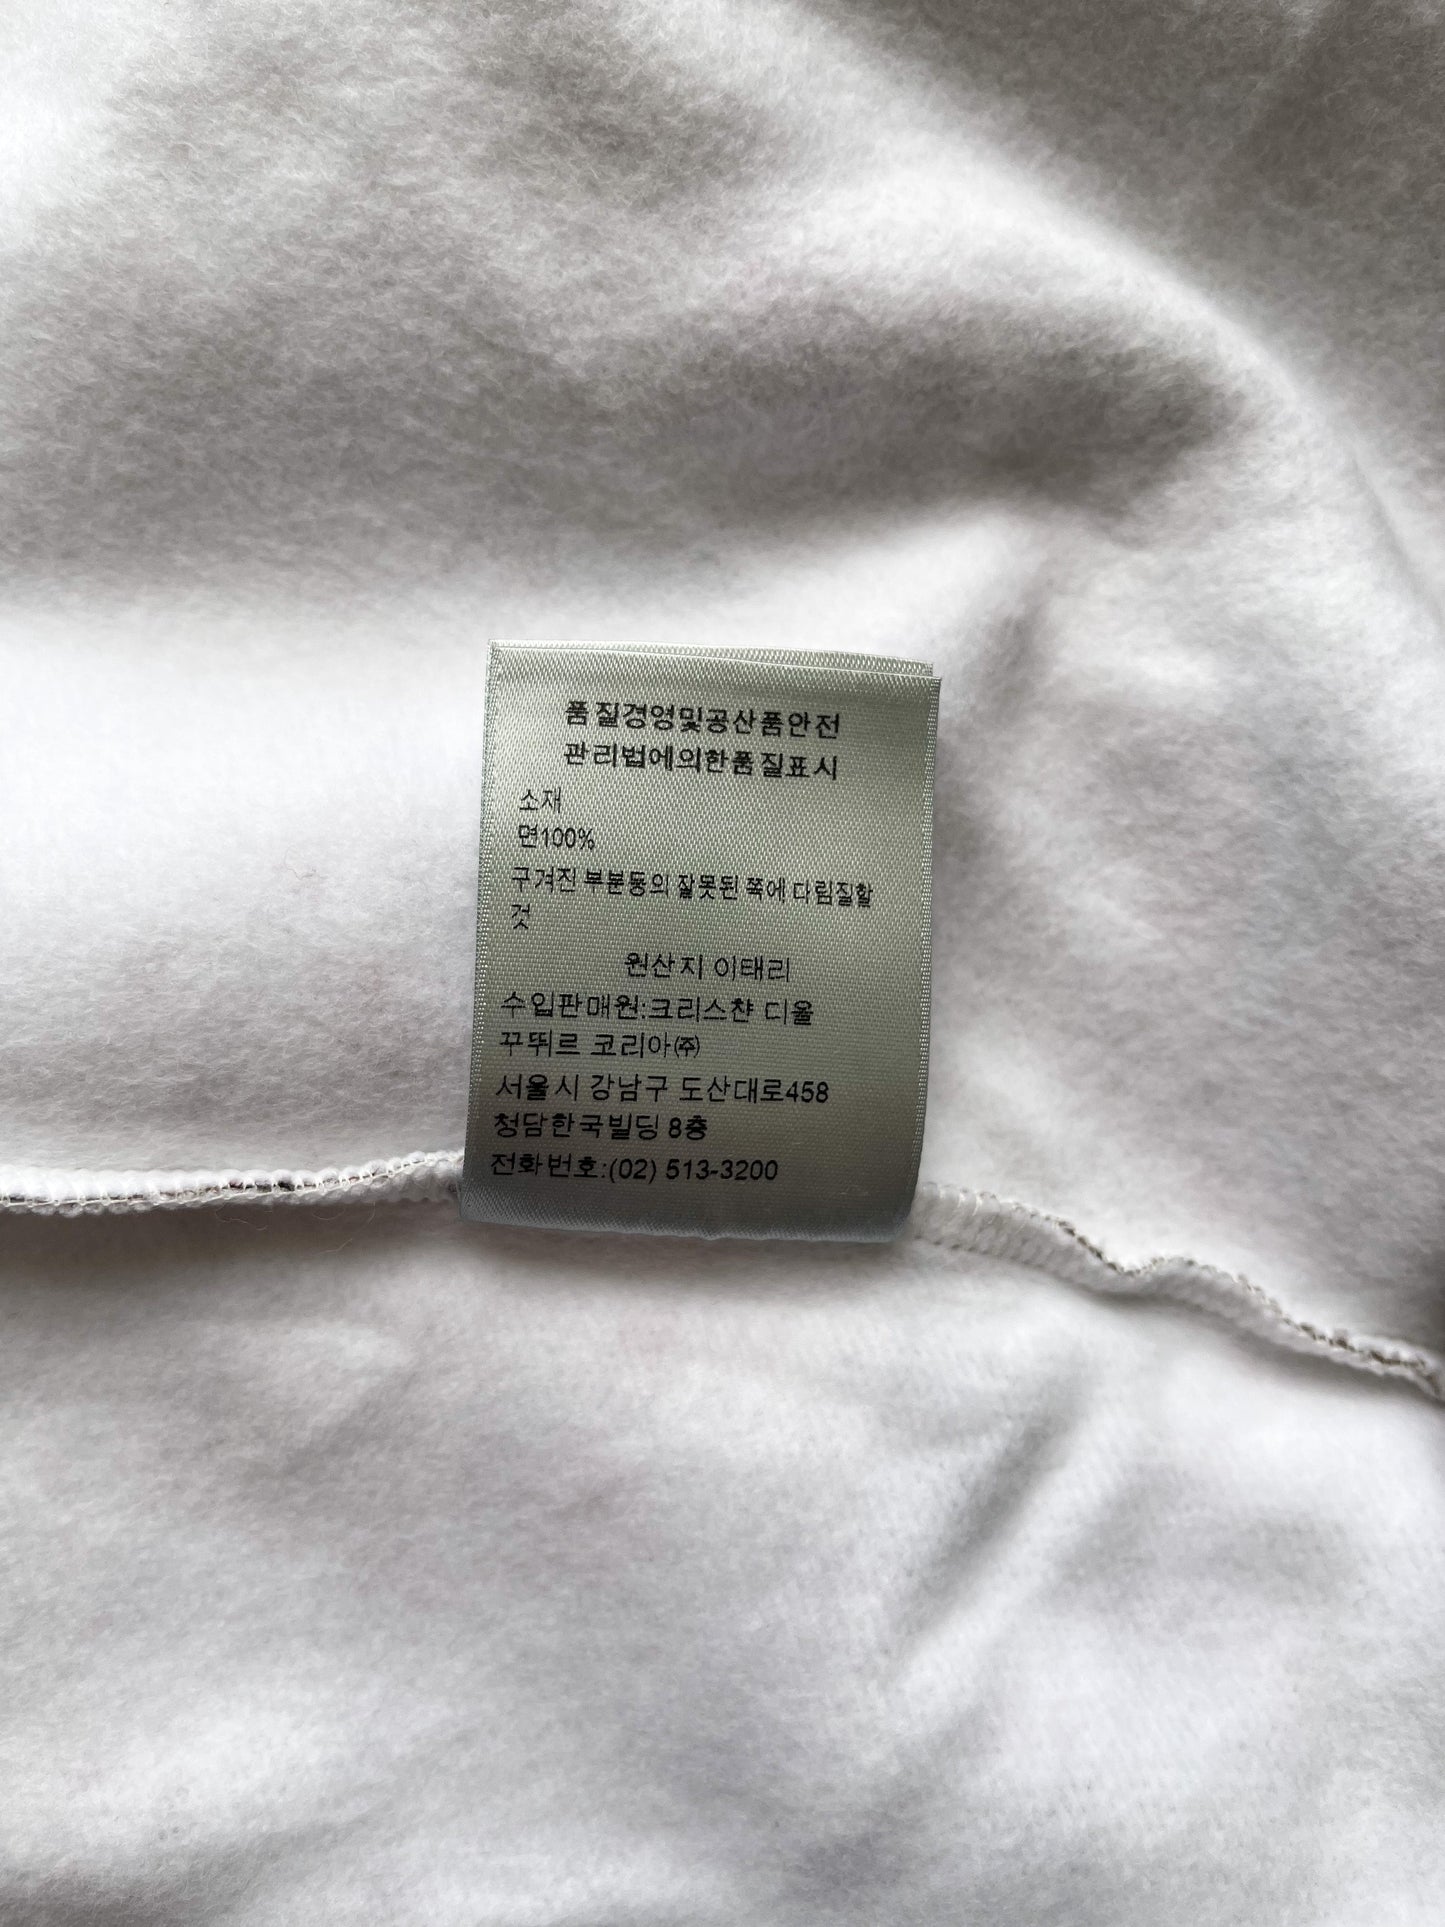 품질경영및공산품안전
관리법에의한품질표시
소재
면100%
구겨진 부분등의 잘못된 쪽에 다림질할
것
원산지 이태리
수입판매원:크리스챤 디올
꾸뛰르 코리아㈜
서울시 강남구 도산대로458
청담한국빌딩 8층
전화번호:(02) 513-3200